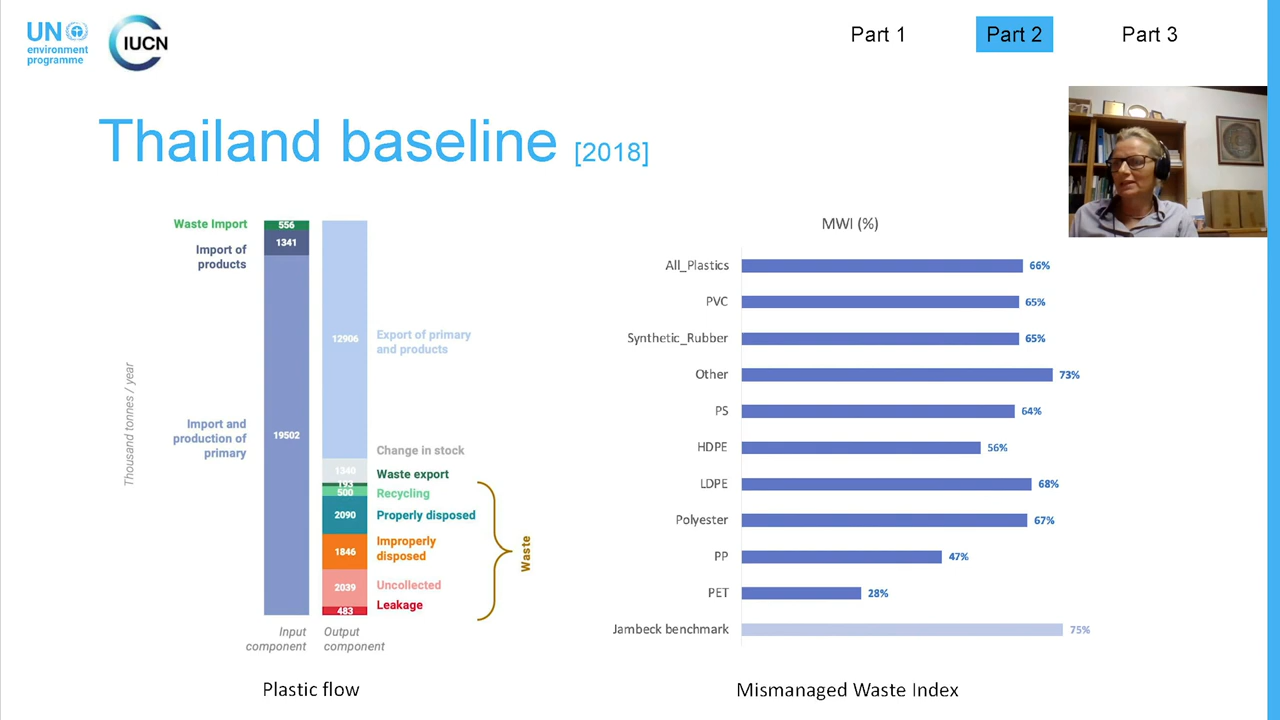 UN
environment
programme
IUCN
Part 1
Part 2
Part 3
Thailand baseline [2018]
Waste Import
556
Import of
products
1341
Thousand tonnes / year
Import and
production of
primary
19502
12906
Export of primary
and products
Change in stock
1340
Waste export
193
Recycling
500
2090
Properly disposed
1846
Improperly
disposed
2039
Uncollected
483
Leakage
Waste
Input
component
Output
component
Plastic flow
MWI (%)
All_Plastics 66%
PVC 65%
Synthetic_Rubber 65%
Other 73%
PS 64%
HDPE 56%
LDPE 68%
Polyester 67%
PP 47%
PET 28%
Jambeck benchmark 75%
Mismanaged Waste Index